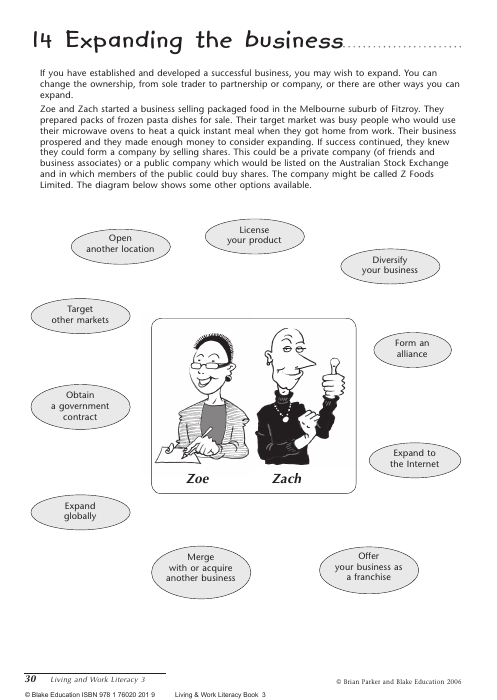 14 Expanding the business
If you have established and developed a successful business, you may wish to expand. You can
change the ownership, from sole trader to partnership or company, or there are other ways you can
expand.
Zoe and Zach started a business selling packaged food in the Melbourne suburb of Fitzroy. They
prepared packs of frozen pasta dishes for sale. Their target market was busy people who would use
their microwave ovens to heat a quick instant meal when they got home from work. Their business
prospered and they made enough money to consider expanding. If success continued, they knew
they could form a company by selling shares. This could be a private company (of friends and
business associates) or a public company which would be listed on the Australian Stock Exchange
and in which members of the public could buy shares. The company might be called Z Foods
Limited. The diagram below shows some other options available.
Open
another location
License
your product
Diversify
your business
Target
other markets
Form an
alliance
Obtain
a government
contract
Zoe
Zach
Expand to
the Internet
Expand
globally
Merge
with or acquire
another business
Offer
your business as
a franchise
30 Living and Work Literacy 3
© Brian Parker and Blake Education 2006
© Blake Education ISBN 978 1 76020 201 9 Living & Work Literacy Book 3